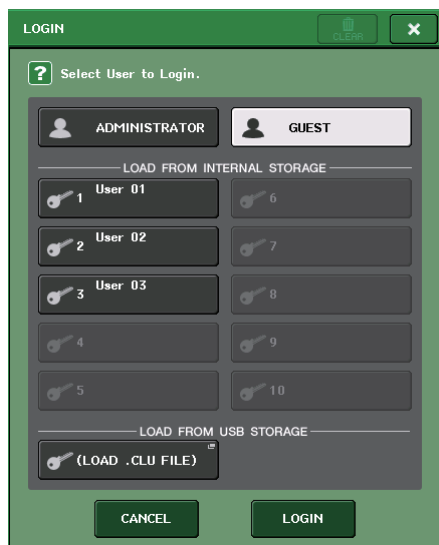 LOGIN
CLEAR
? Select User to Login.
ADMINISTRATOR GUEST
LOAD FROM INTERNAL STORAGE
1 User 01 6
2 User 02 7
3 User 03 8
4 9
5 10
LOAD FROM USB STORAGE
(LOAD .CLU FILE)
CANCEL LOGIN